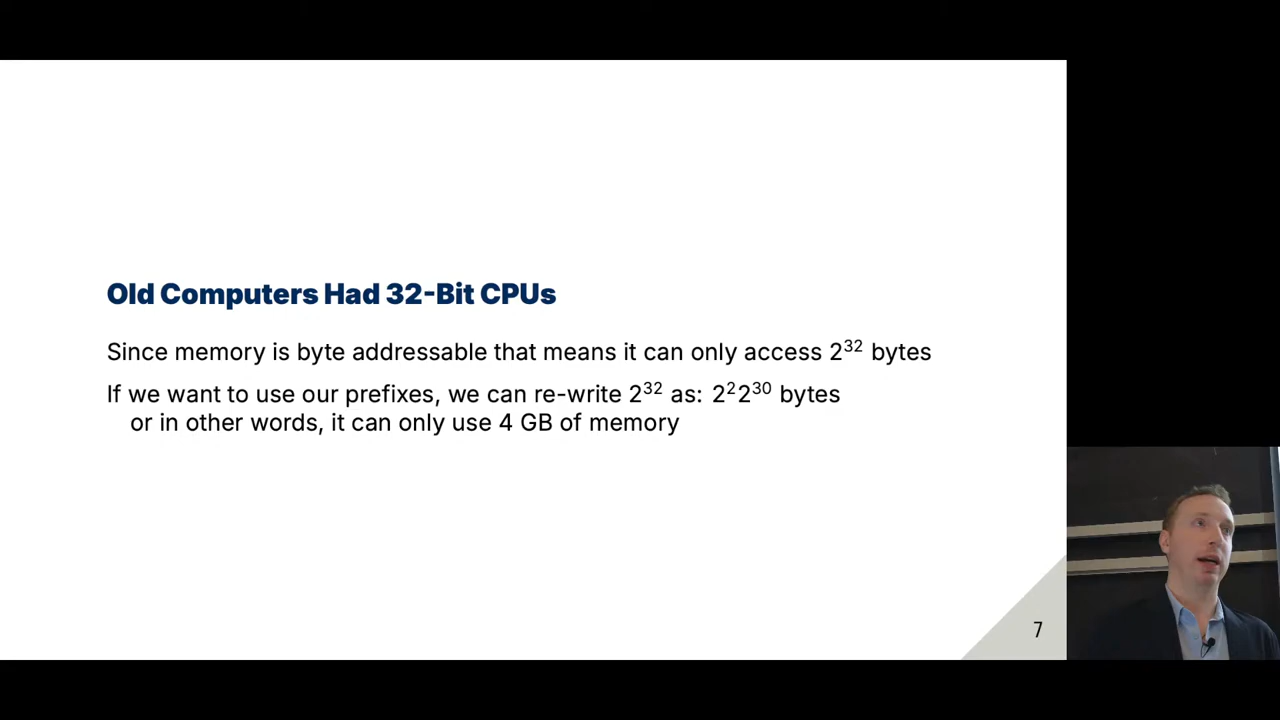 Old Computers Had 32-Bit CPUs
Since memory is byte addressable that means it can only access 2³² bytes
If we want to use our prefixes, we can re-write 2³² as: 2²2³⁰ bytes
or in other words, it can only use 4 GB of memory
7